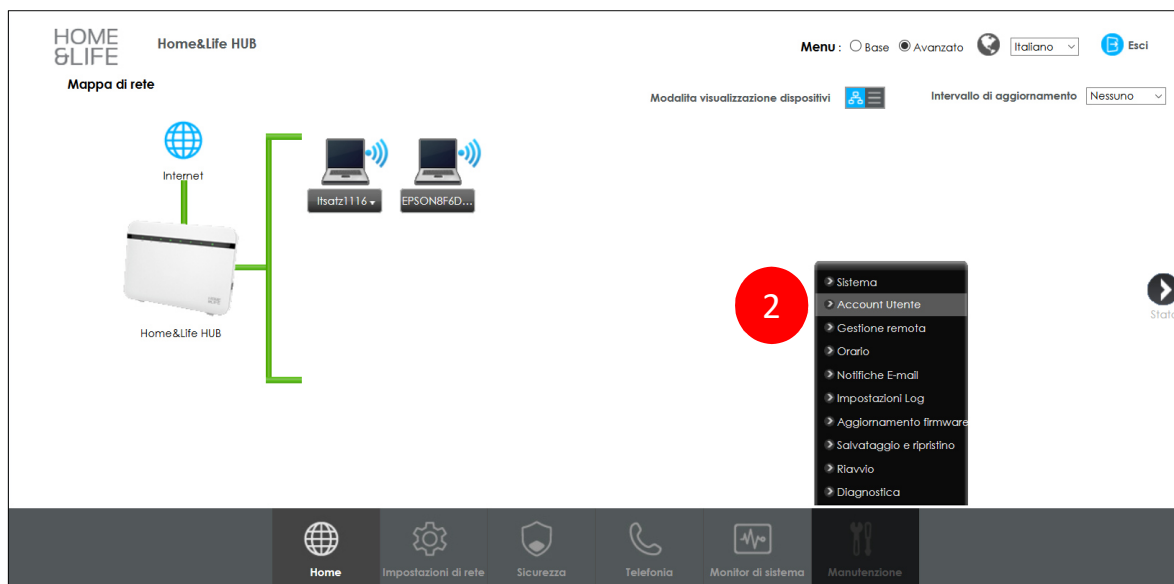 HOME
&LIFE
Home&Life HUB
Menu : Base Avanzato Italiano Esci
Mappa di rete
Modalita visualizzazione dispositivi
Intervallo di aggiornamento Nessuno
Internet
Itsatz1116
EPSON8F6D...
Home&Life HUB
2
Sistema
Account Utente
Gestione remota
Orario
Notifiche E-mail
Impostazioni Log
Aggiornamento firmware
Salvataggio e ripristino
Riavvio
Diagnostica
Stato
Home
Impostazioni di rete
Sicurezza
Telefonia
Monitor di sistema
Manutenzione